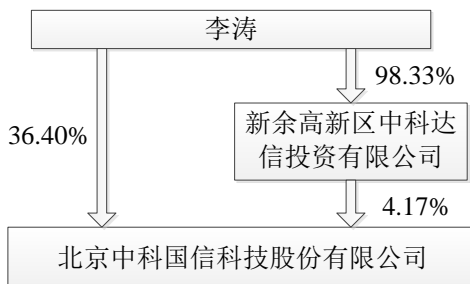 李涛
98.33%
36.40%
新余高新区中科达
信投资有限公司
4.17%
北京中科国信科技股份有限公司